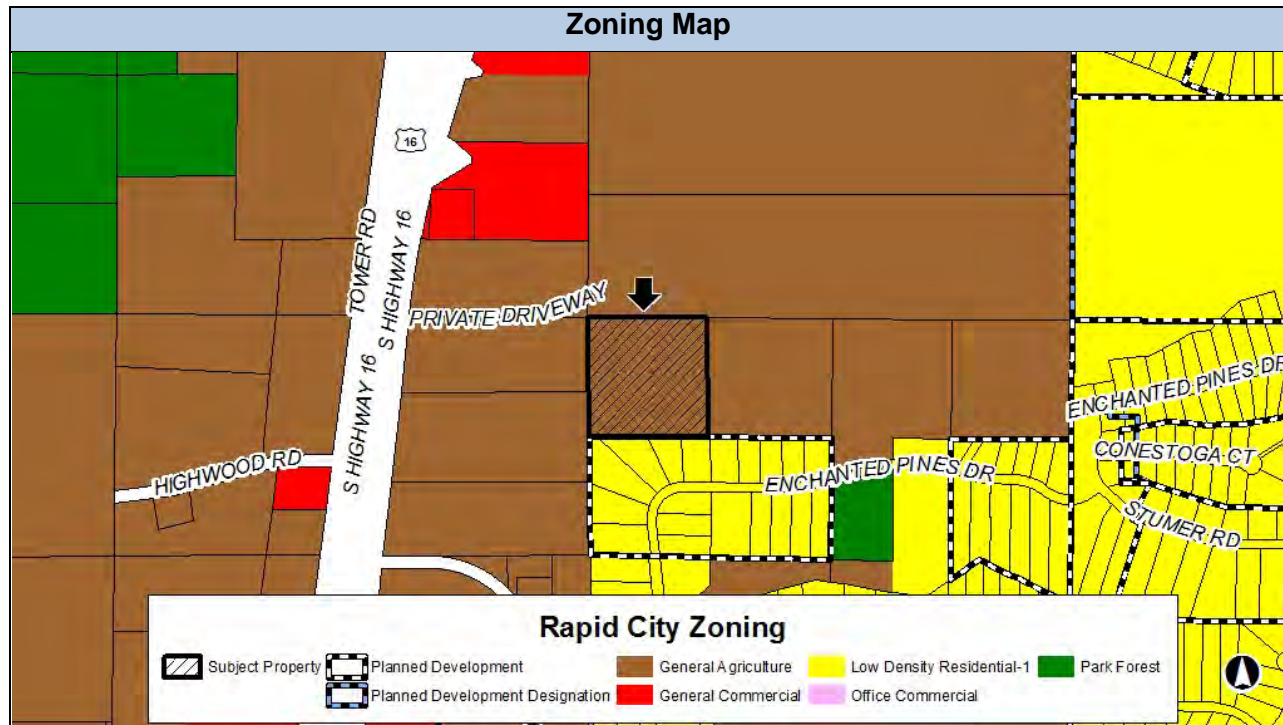 Zoning Map
16
TOWER RD
S HIGHWAY 16
PRIVATE DRIVEWAY
S HIGHWAY 16
HIGHWOOD RD
ENCHANTED PINES DR
CONESTOGA CT
ENCHANTED PINES DR
STUMER RD
Rapid City Zoning
Subject Property
Planned Development
General Agriculture
Low Density Residential-1
Park Forest
Planned Development Designation
General Commercial
Office Commercial